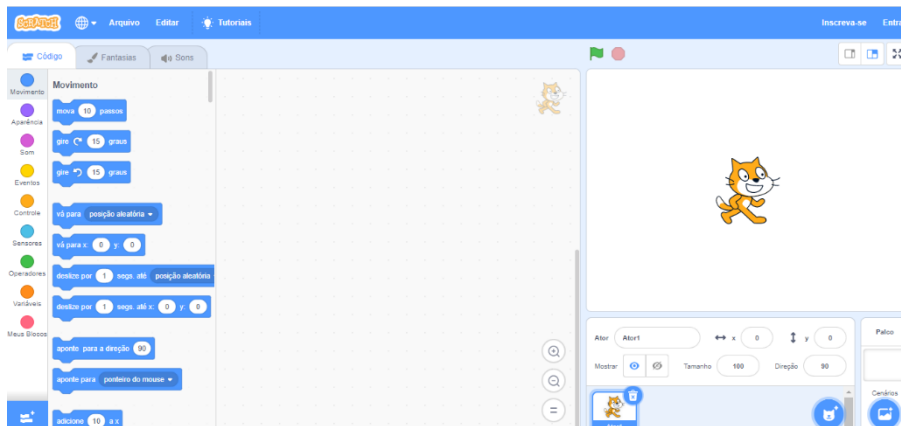 SCRATCH
Arquivo
Editar
Tutoriais
Inscreva-se
Entra
Código
Fantasias
Sons
Movimento
Aparência
Som
Eventos
Controle
Sensores
Operadores
Variáveis
Meus Blocos
Movimento
mova 10 passos
gire 15 graus
gire 15 graus
vá para posição aleatória
vá para x: 0 y: 0
deslize por 1 segs. até posição aleatória
deslize por 1 segs. até x: 0 y: 0
aponte para a direção 90
aponte para ponteiro do mouse
adicione 10 a x
Ator Ator1 x 0 y 0
Mostrar Tamanho 100 Direção 90
Palco
Cenários